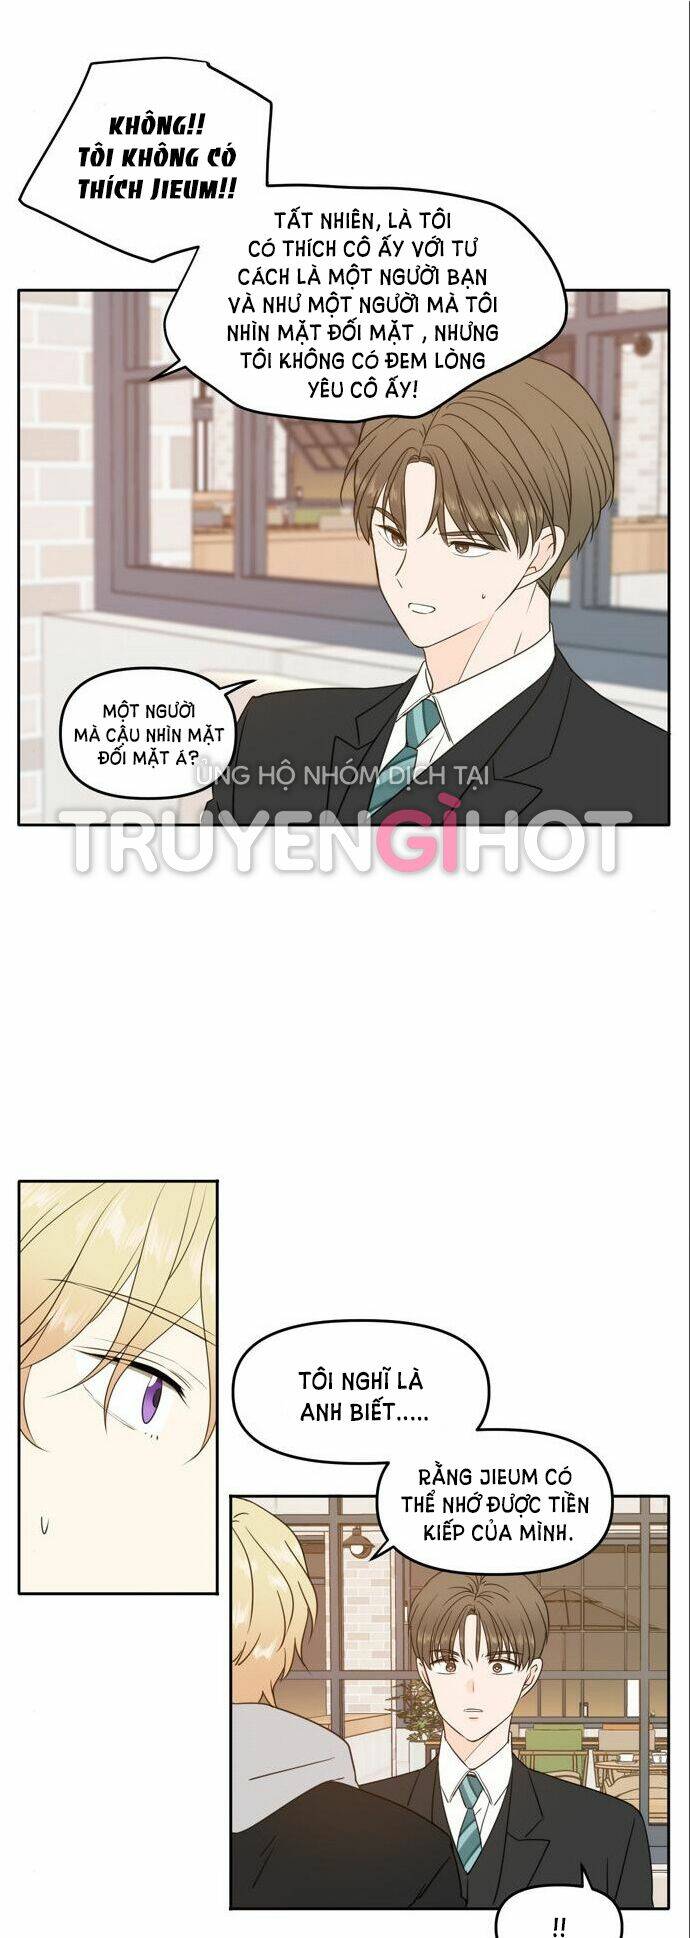 KHÔNG!!
TÔI KHÔNG CÓ
THÍCH JIEUM!!
TẤT NHIÊN, LÀ TÔI
CÓ THÍCH CÔ ẤY VỚI TƯ
CÁCH LÀ MỘT NGƯỜI BẠN
VÀ NHƯ MỘT NGƯỜI MÀ TÔI
NHÌN MẶT ĐỐI MẶT , NHƯNG
TÔI KHÔNG CÓ ĐEM LÒNG
YÊU CÔ ẤY!
MỘT NGƯỜI
MÀ CẬU NHÌN MẶT
ĐỐI MẶT Á?
ỦNG HỘ NHÓM DỊCH TẠI
TRUYENGÌHOT
TÔI NGHĨ LÀ
ANH BIẾT.....
RẰNG JIEUM CÓ
THỂ NHỚ ĐƯỢC TIỀN
KIẾP CỦA MÌNH.
!!